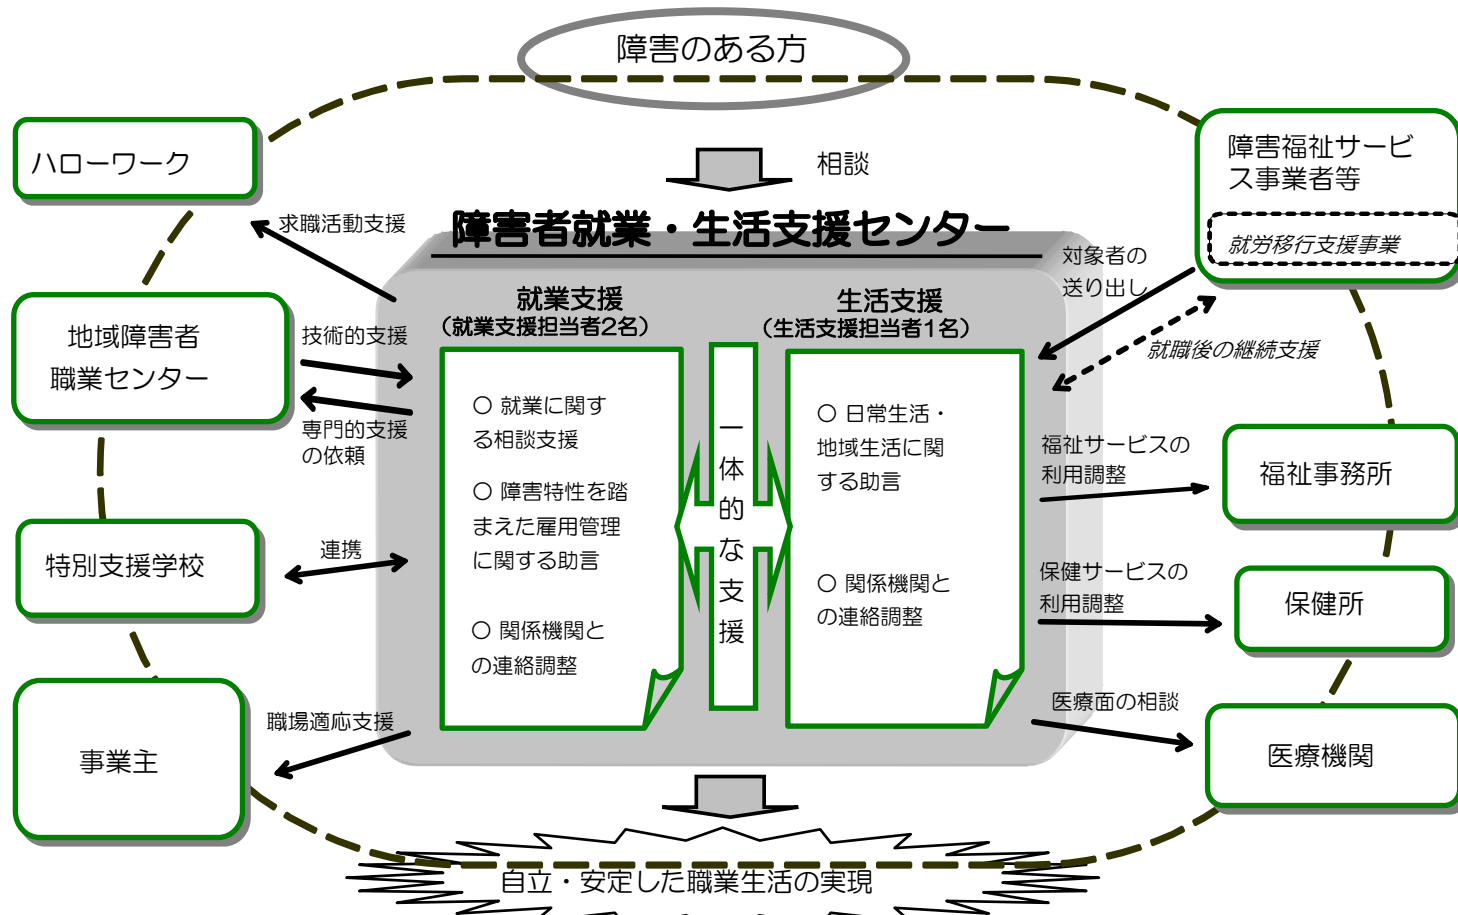 障害のある方
相談
ハローワーク
求職活動支援
地域障害者
職業センター
技術的支援
専門的支援
の依頼
特別支援学校
連携
事業主
職場適応支援
障害者就業・生活支援センター
就業支援
(就業支援担当者2名)
○ 就業に関す
る相談支援
○ 障害特性を踏
まえた雇用管理
に関する助言
○ 関係機関と
の連絡調整
一体的な支援
生活支援
(生活支援担当者1名)
○ 日常生活・
地域生活に関
する助言
○ 関係機関と
の連絡調整
障害福祉サービ
ス事業者等
就労移行支援事業
対象者の
送り出し
就職後の継続支援
福祉サービスの
利用調整
福祉事務所
保健サービスの
利用調整
保健所
医療面の相談
医療機関
自立・安定した職業生活の実現